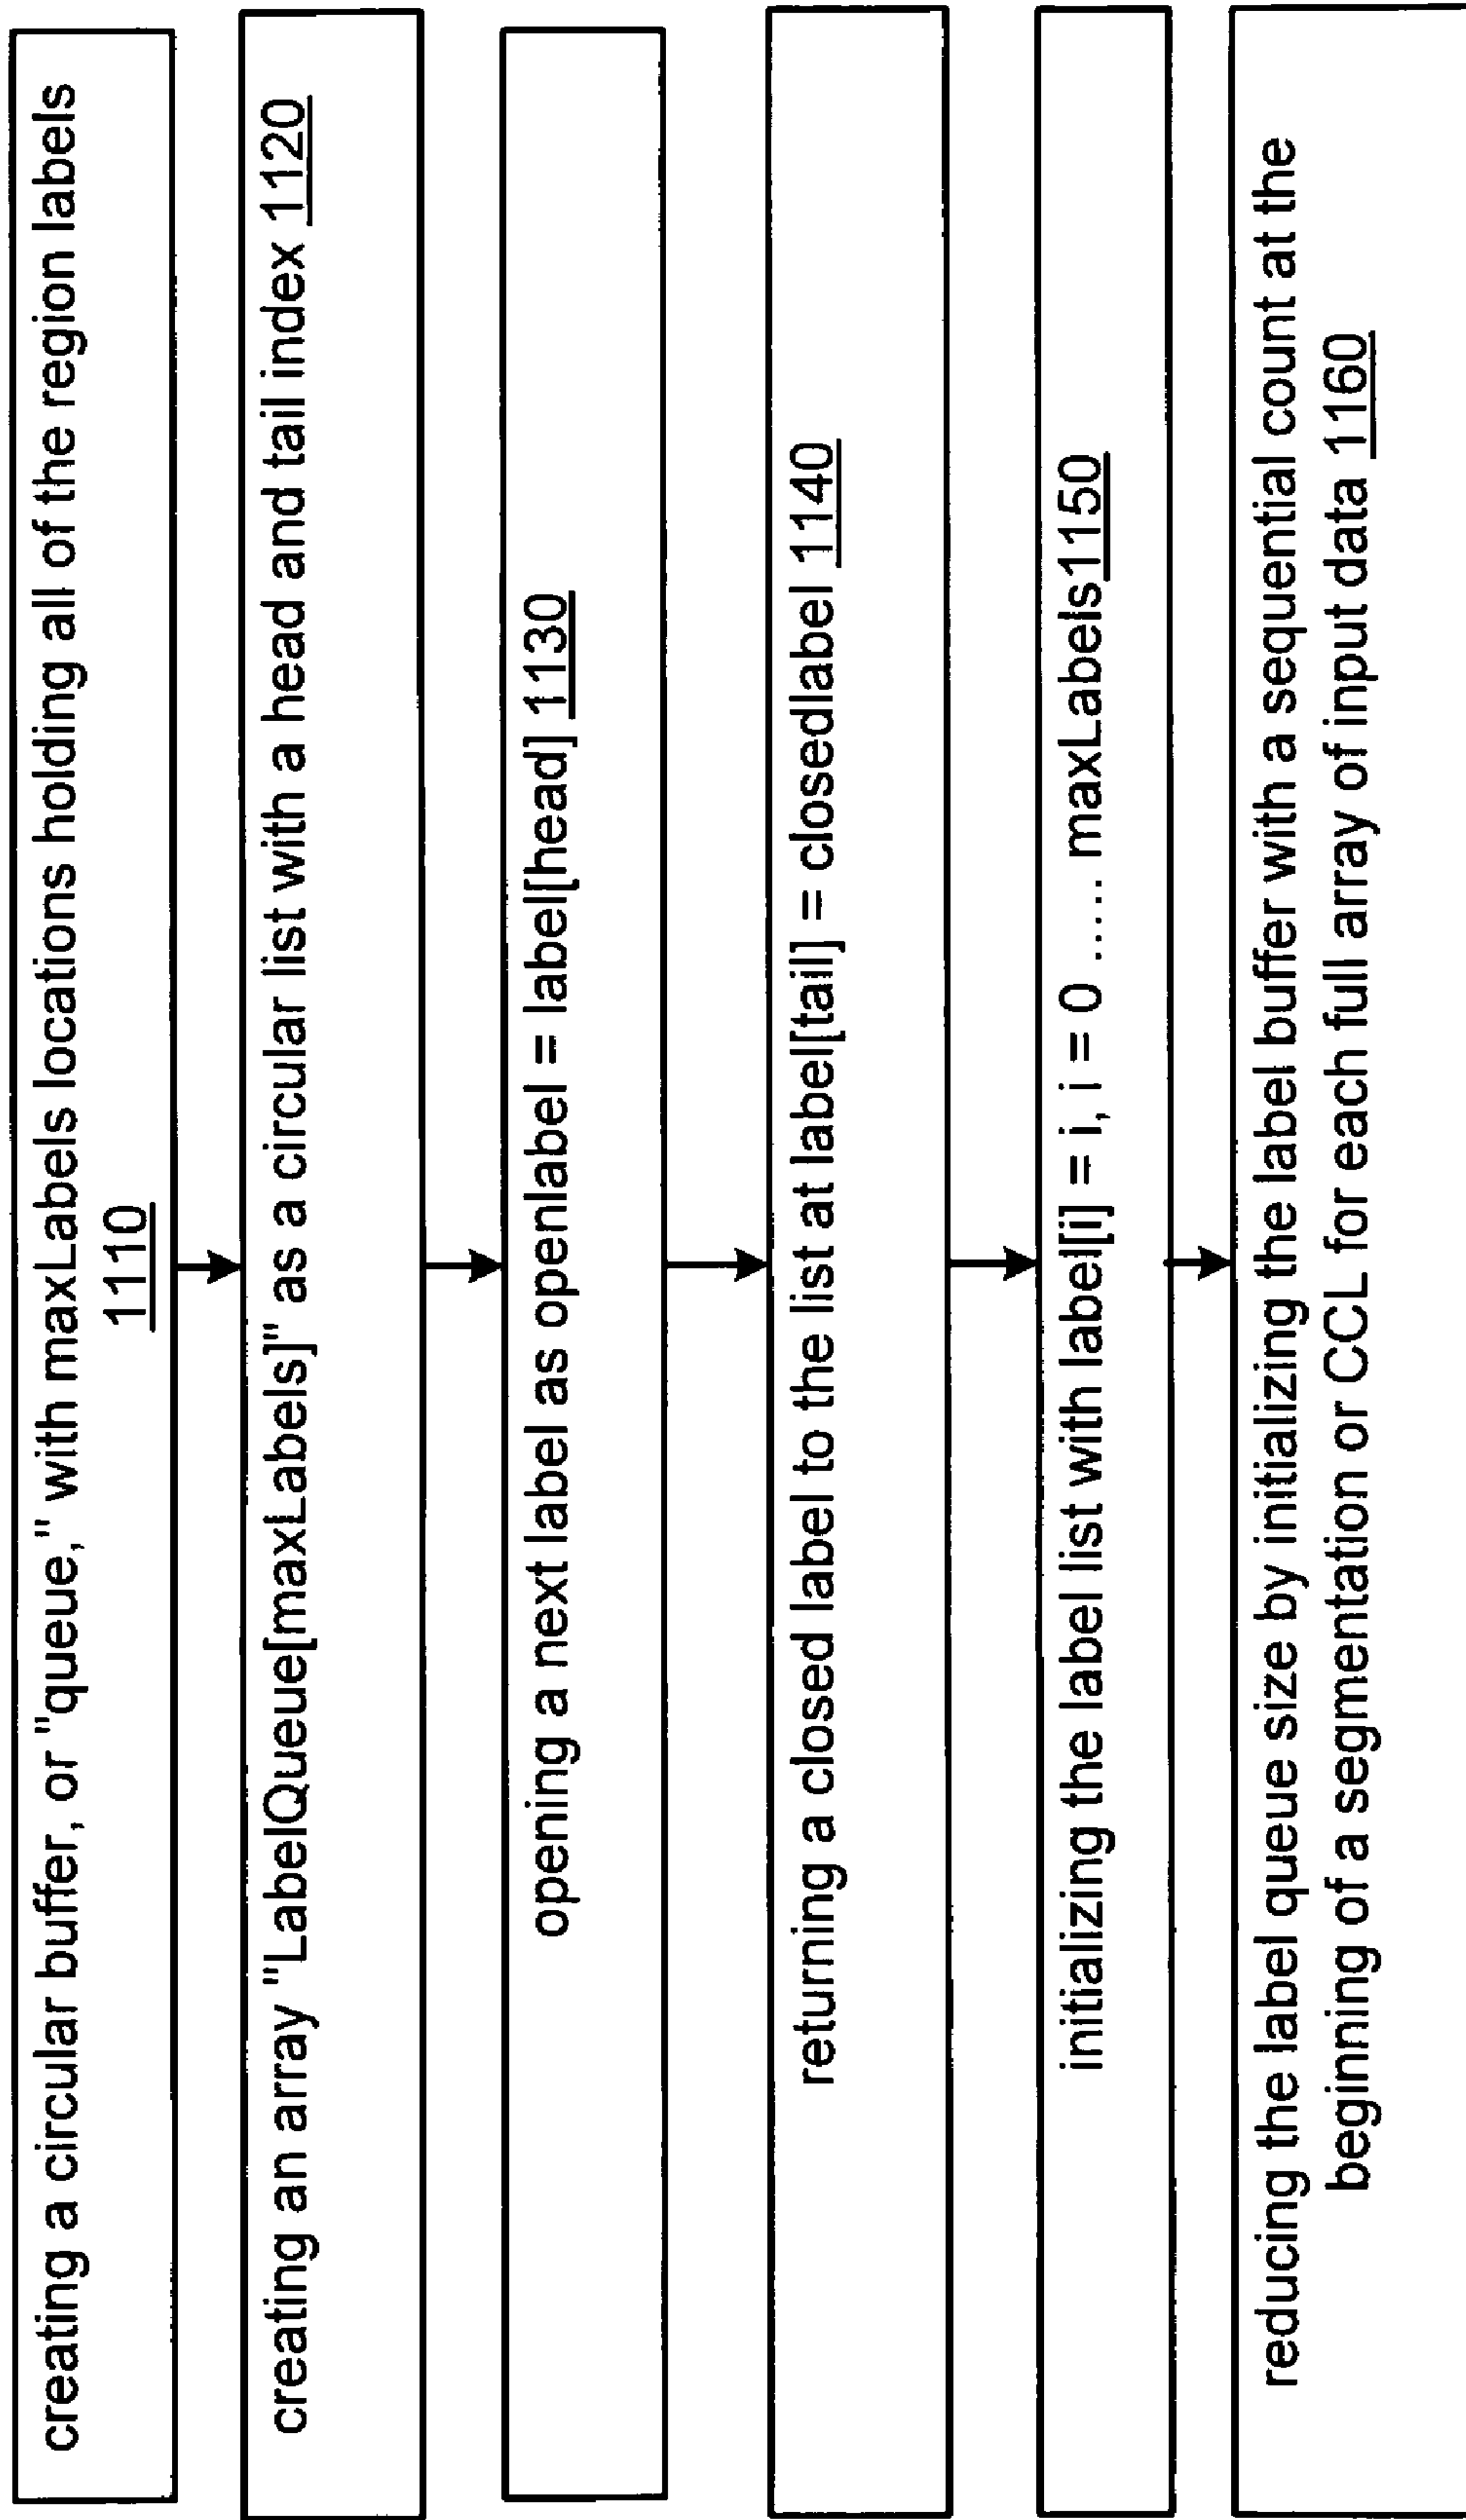 creating a circular buffer, or "queue," with maxLabels locations holding all of the region labels
1110
creating an array "LabelQueue[maxLabels]" as a circular list with a head and tail index 1120
opening a next label as openlabel = label[head] 1130
returning a closed label to the list at label[tail] = closedlabel 1140
initializing the label list with label[i] = i, i = 0 ..... maxLabels1150
reducing the label queue size by initializing the label buffer with a sequential count at the
beginning of a segmentation or CCL for each full array of input data 1160